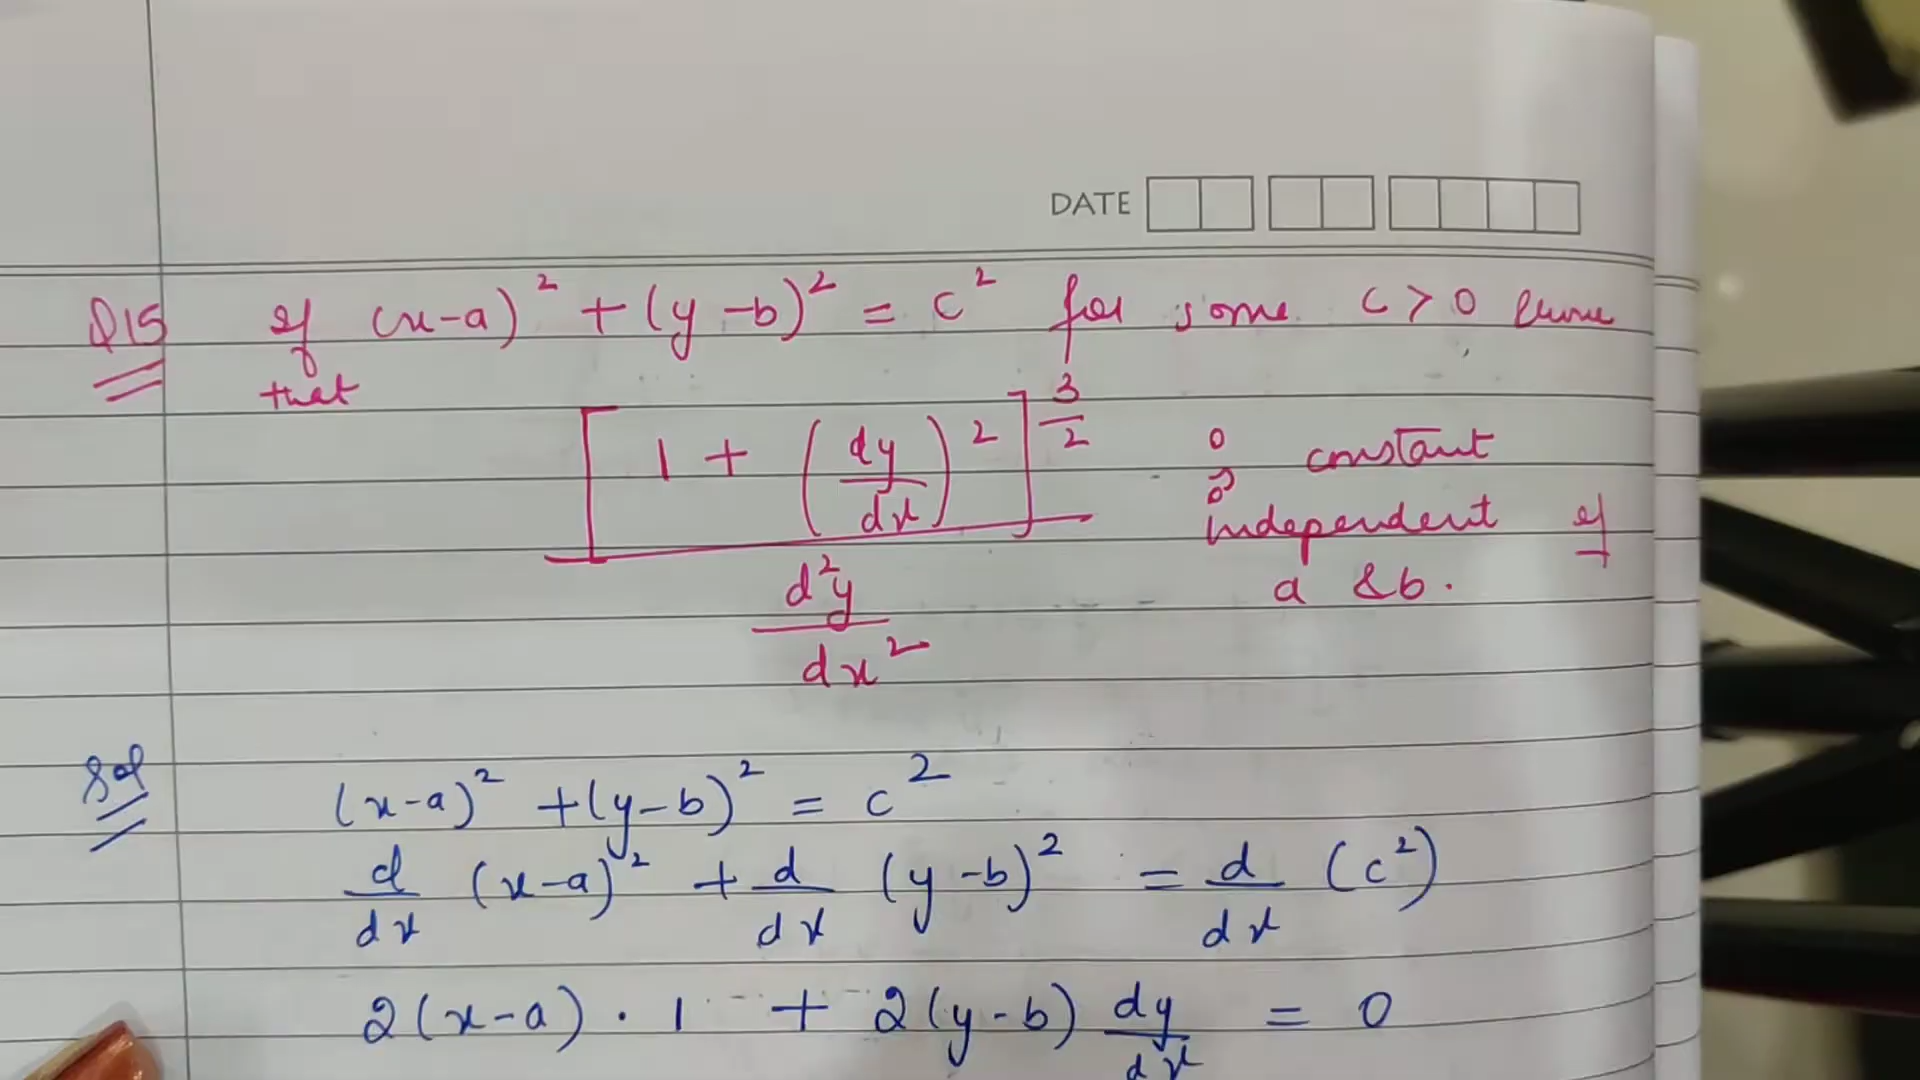 DATE
Q15 If (x-a)² + (y-b)² = c² for some c > 0 prove
that
[1 + (dy/dx)²]^(3/2) / (d²y/dx²) is constant
independent of
a & b.
Sol (x-a)² + (y-b)² = c²
d/dx (x-a)² + d/dx (y-b)² = d/dx (c²)
2(x-a) · 1 + 2(y-b) dy/dx = 0